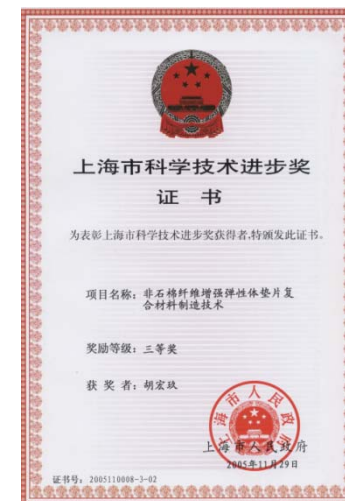 上海市科学技术进步奖
证 书
为表彰上海市科学技术进步奖获得者,特颁发此证书。
项目名称：非石棉纤维增强弹性体垫片复
合材料制造技术
奖励等级：三等奖
获 奖 者：胡宏玖
上海市人民政府
上海市人民政府
2005年11月29日
证书号：2005110008-3-02